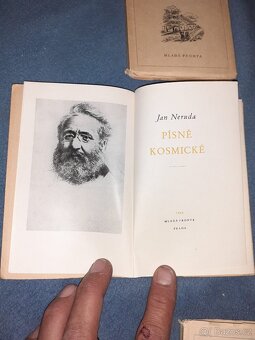 MLADÁ FRONTA
Jan Neruda
PÍSNĚ
KOSMICKÉ
MLADÁ FRONTA
PRAHA